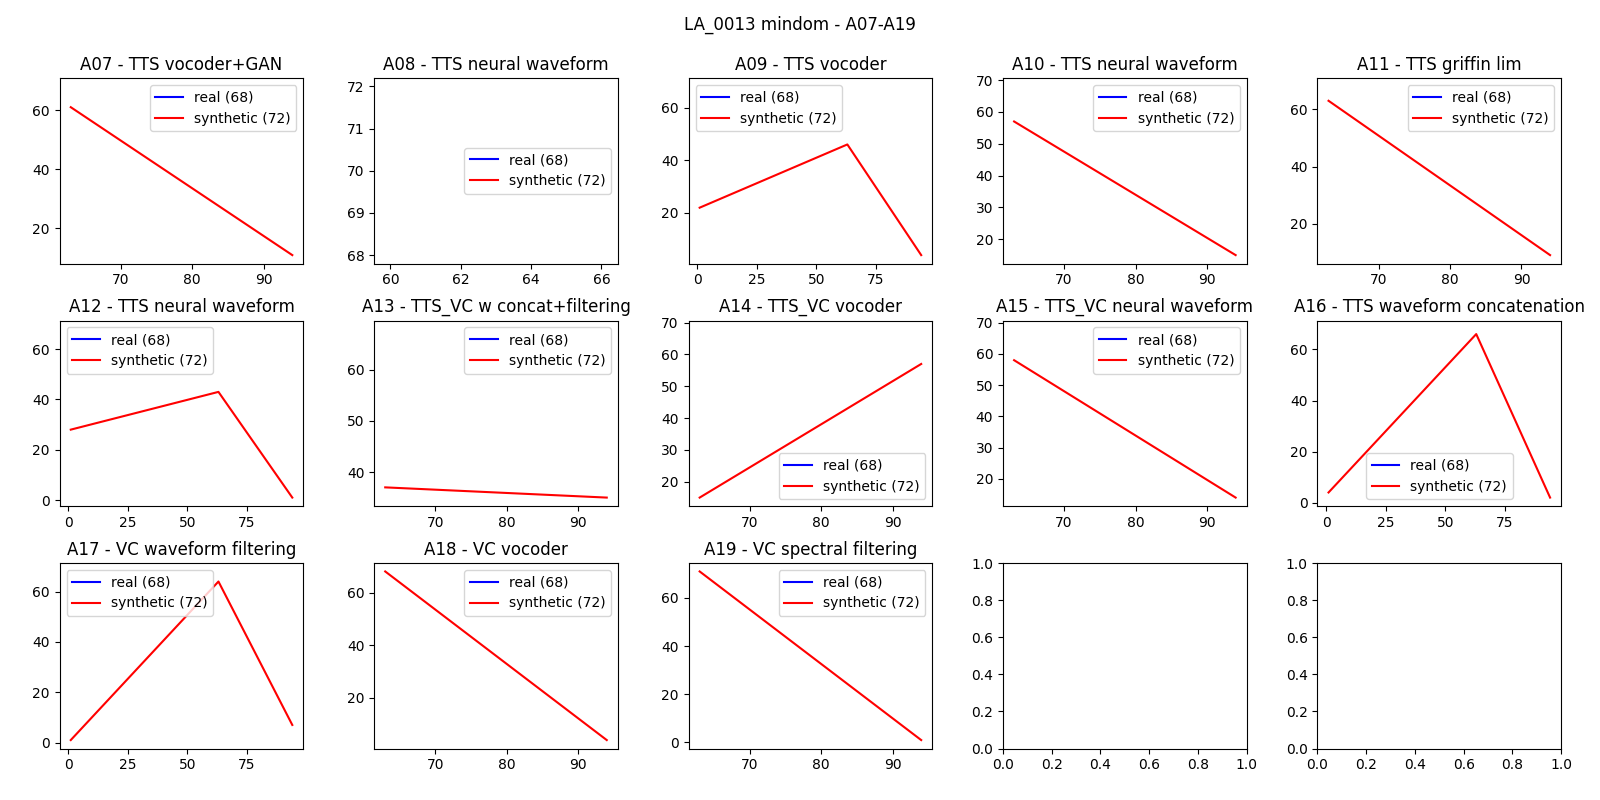 LA_0013 mindom - A07-A19
A07 - TTS vocoder+GAN
real (68)
synthetic (72)
60
40
20
70 80 90
A08 - TTS neural waveform
real (68)
synthetic (72)
72
71
70
69
68
60 62 64 66
A09 - TTS vocoder
real (68)
synthetic (72)
60
40
20
0 25 50 75
A10 - TTS neural waveform
real (68)
synthetic (72)
70
60
50
40
30
20
70 80 90
A11 - TTS griffin lim
real (68)
synthetic (72)
60
40
20
70 80 90
A12 - TTS neural waveform
real (68)
synthetic (72)
60
40
20
0
0 25 50 75
A13 - TTS_VC w concat+filtering
real (68)
synthetic (72)
60
50
40
70 80 90
A14 - TTS_VC vocoder
real (68)
synthetic (72)
70
60
50
40
30
20
70 80 90
A15 - TTS_VC neural waveform
real (68)
synthetic (72)
70
60
50
40
30
20
70 80 90
A16 - TTS waveform concatenation
real (68)
synthetic (72)
60
40
20
0
0 25 50 75
A17 - VC waveform filtering
real (68)
synthetic (72)
60
40
20
0
0 25 50 75
A18 - VC vocoder
real (68)
synthetic (72)
60
40
20
70 80 90
A19 - VC spectral filtering
real (68)
synthetic (72)
60
40
20
0
70 80 90
1.0
0.8
0.6
0.4
0.2
0.0
0.0 0.2 0.4 0.6 0.8 1.0
1.0
0.8
0.6
0.4
0.2
0.0
0.0 0.2 0.4 0.6 0.8 1.0